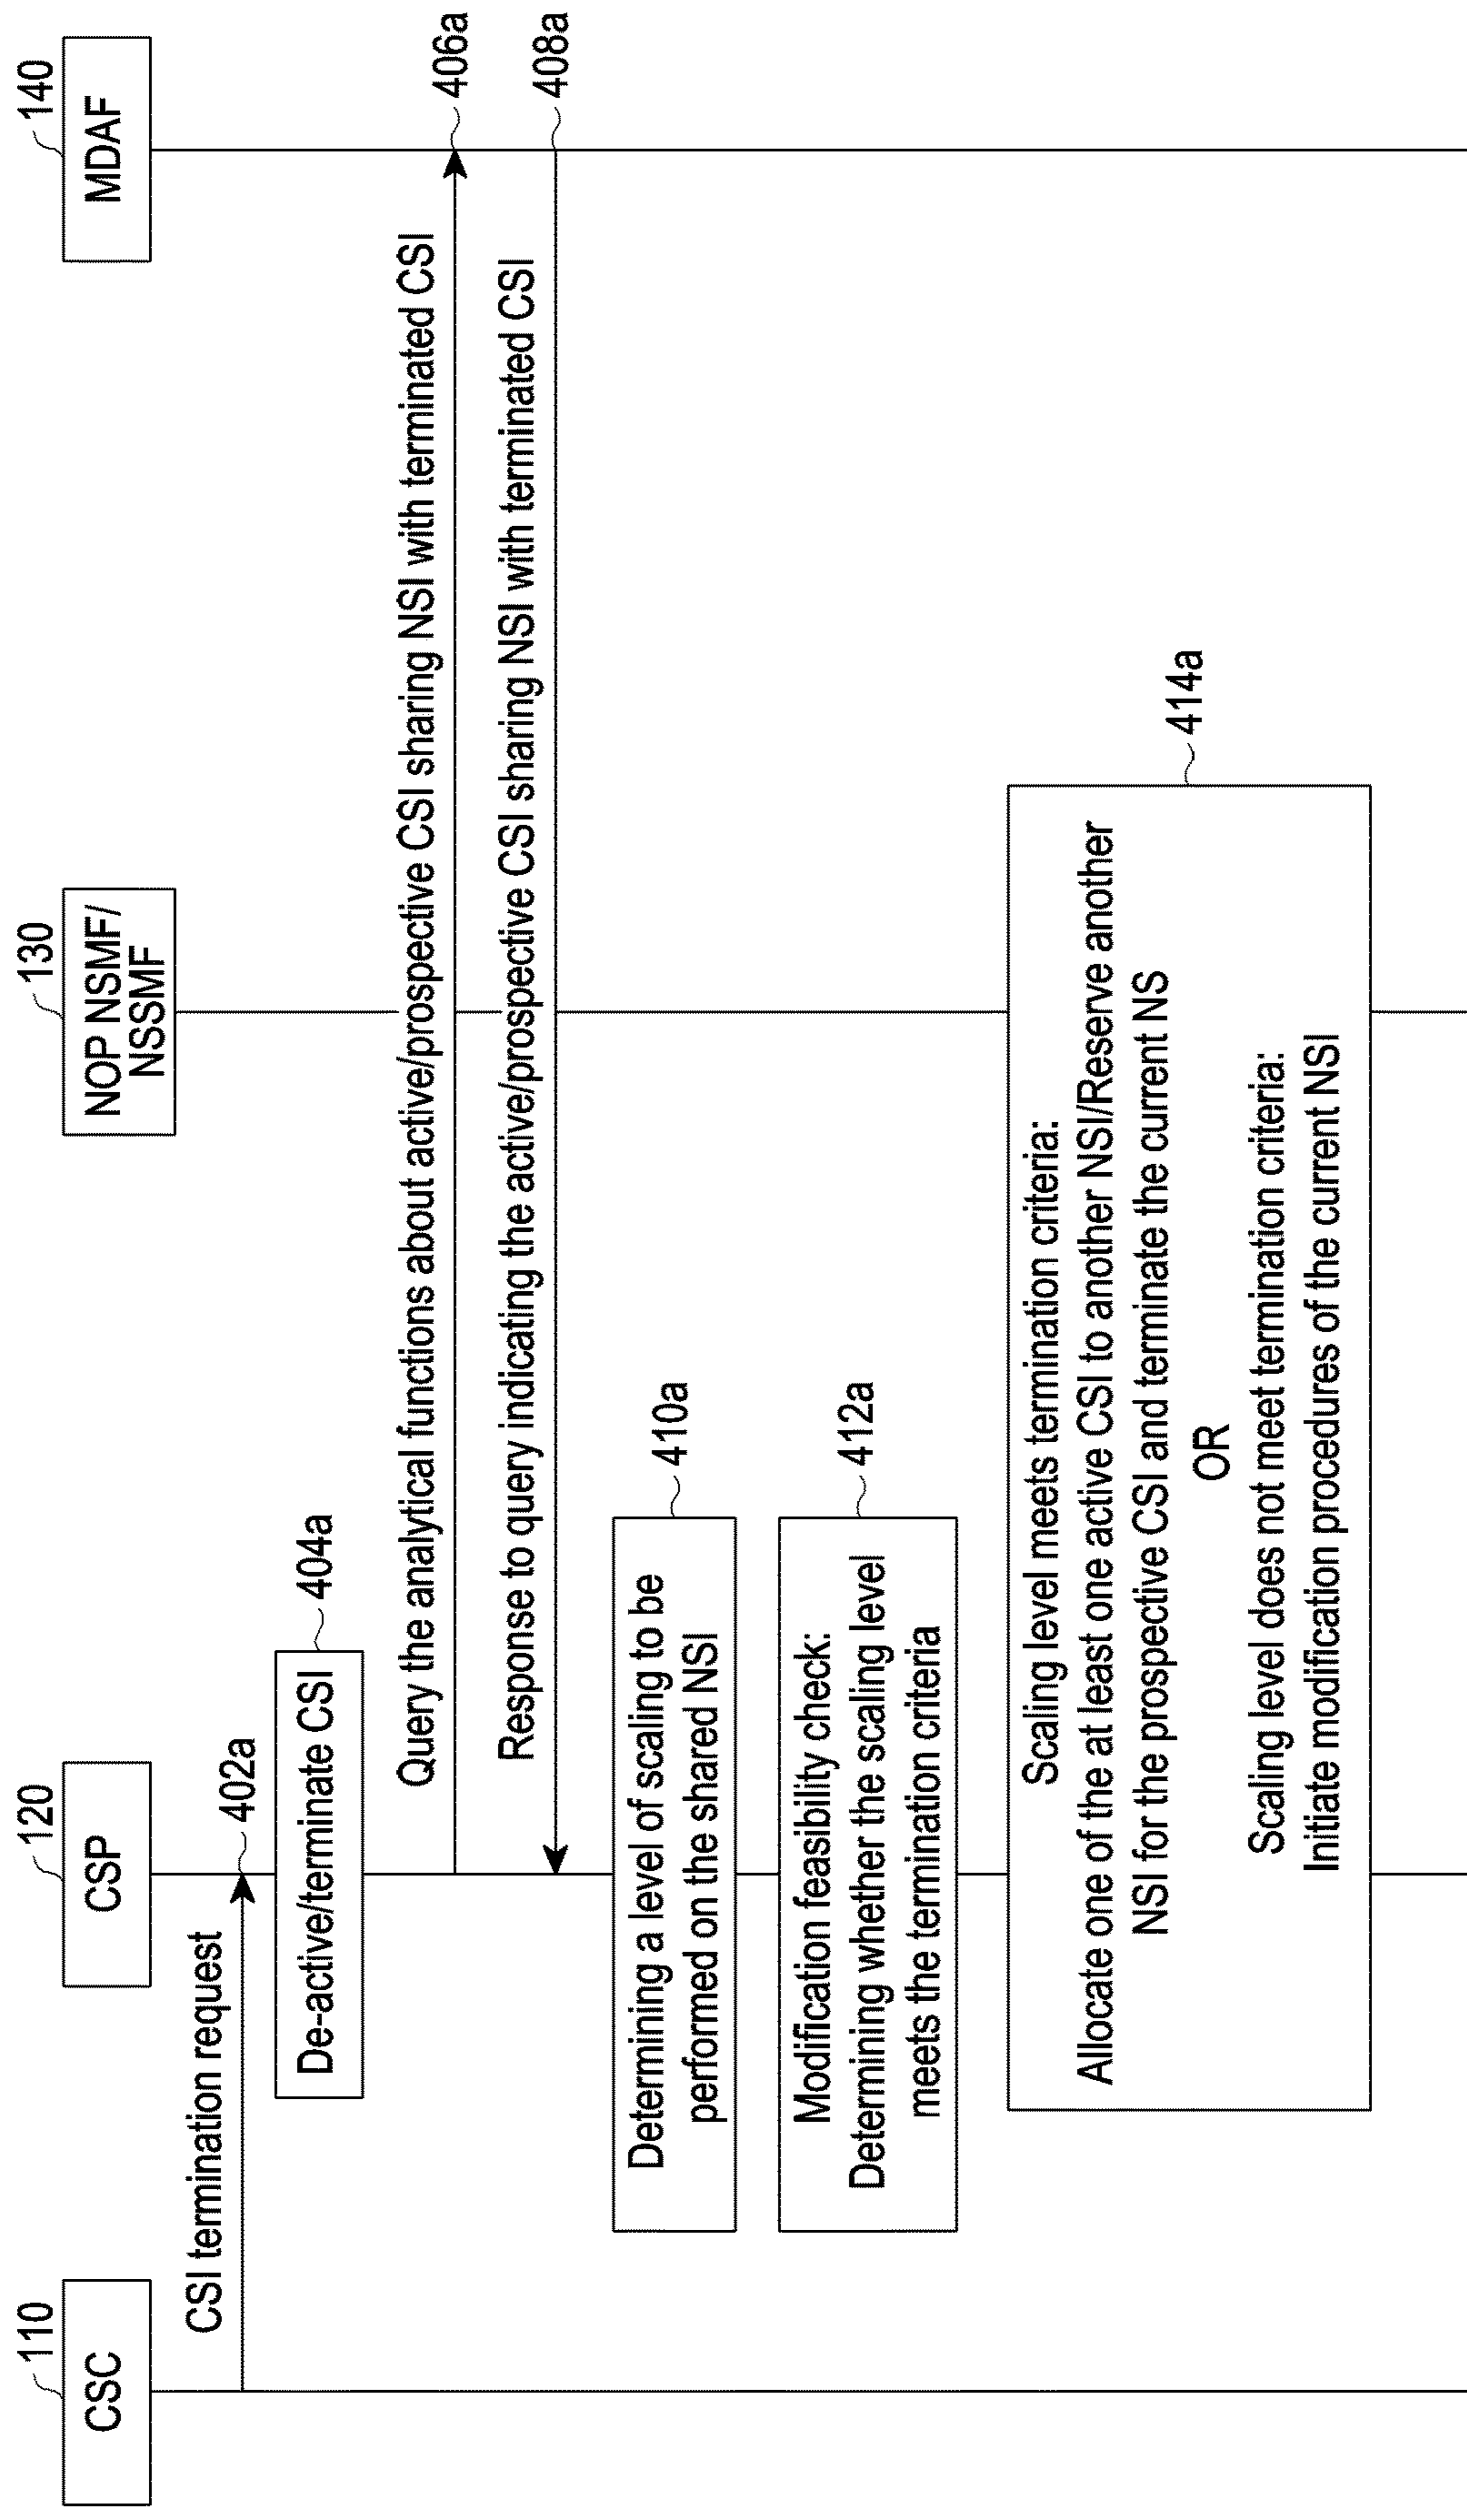 110
CSC
120
CSP
130
NOP NSMF/
NSSMF
140
MDAF
CSI termination request
402a
De-active/terminate CSI
404a
Query the analytical functions about active/prospective CSI sharing NSI with terminated CSI
406a
Response to query indicating the active/prospective CSI sharing NSI with terminated CSI
408a
Determining a level of scaling to be
performed on the shared NSI
410a
Modification feasibility check:
Determining whether the scaling level
meets the termination criteria
412a
Scaling level meets termination criteria:
Allocate one of the at least one active CSI to another NSI/Reserve another
NSI for the prospective CSI and terminate the current NS
OR
Scaling level does not meet termination criteria:
Initiate modification procedures of the current NSI
414a